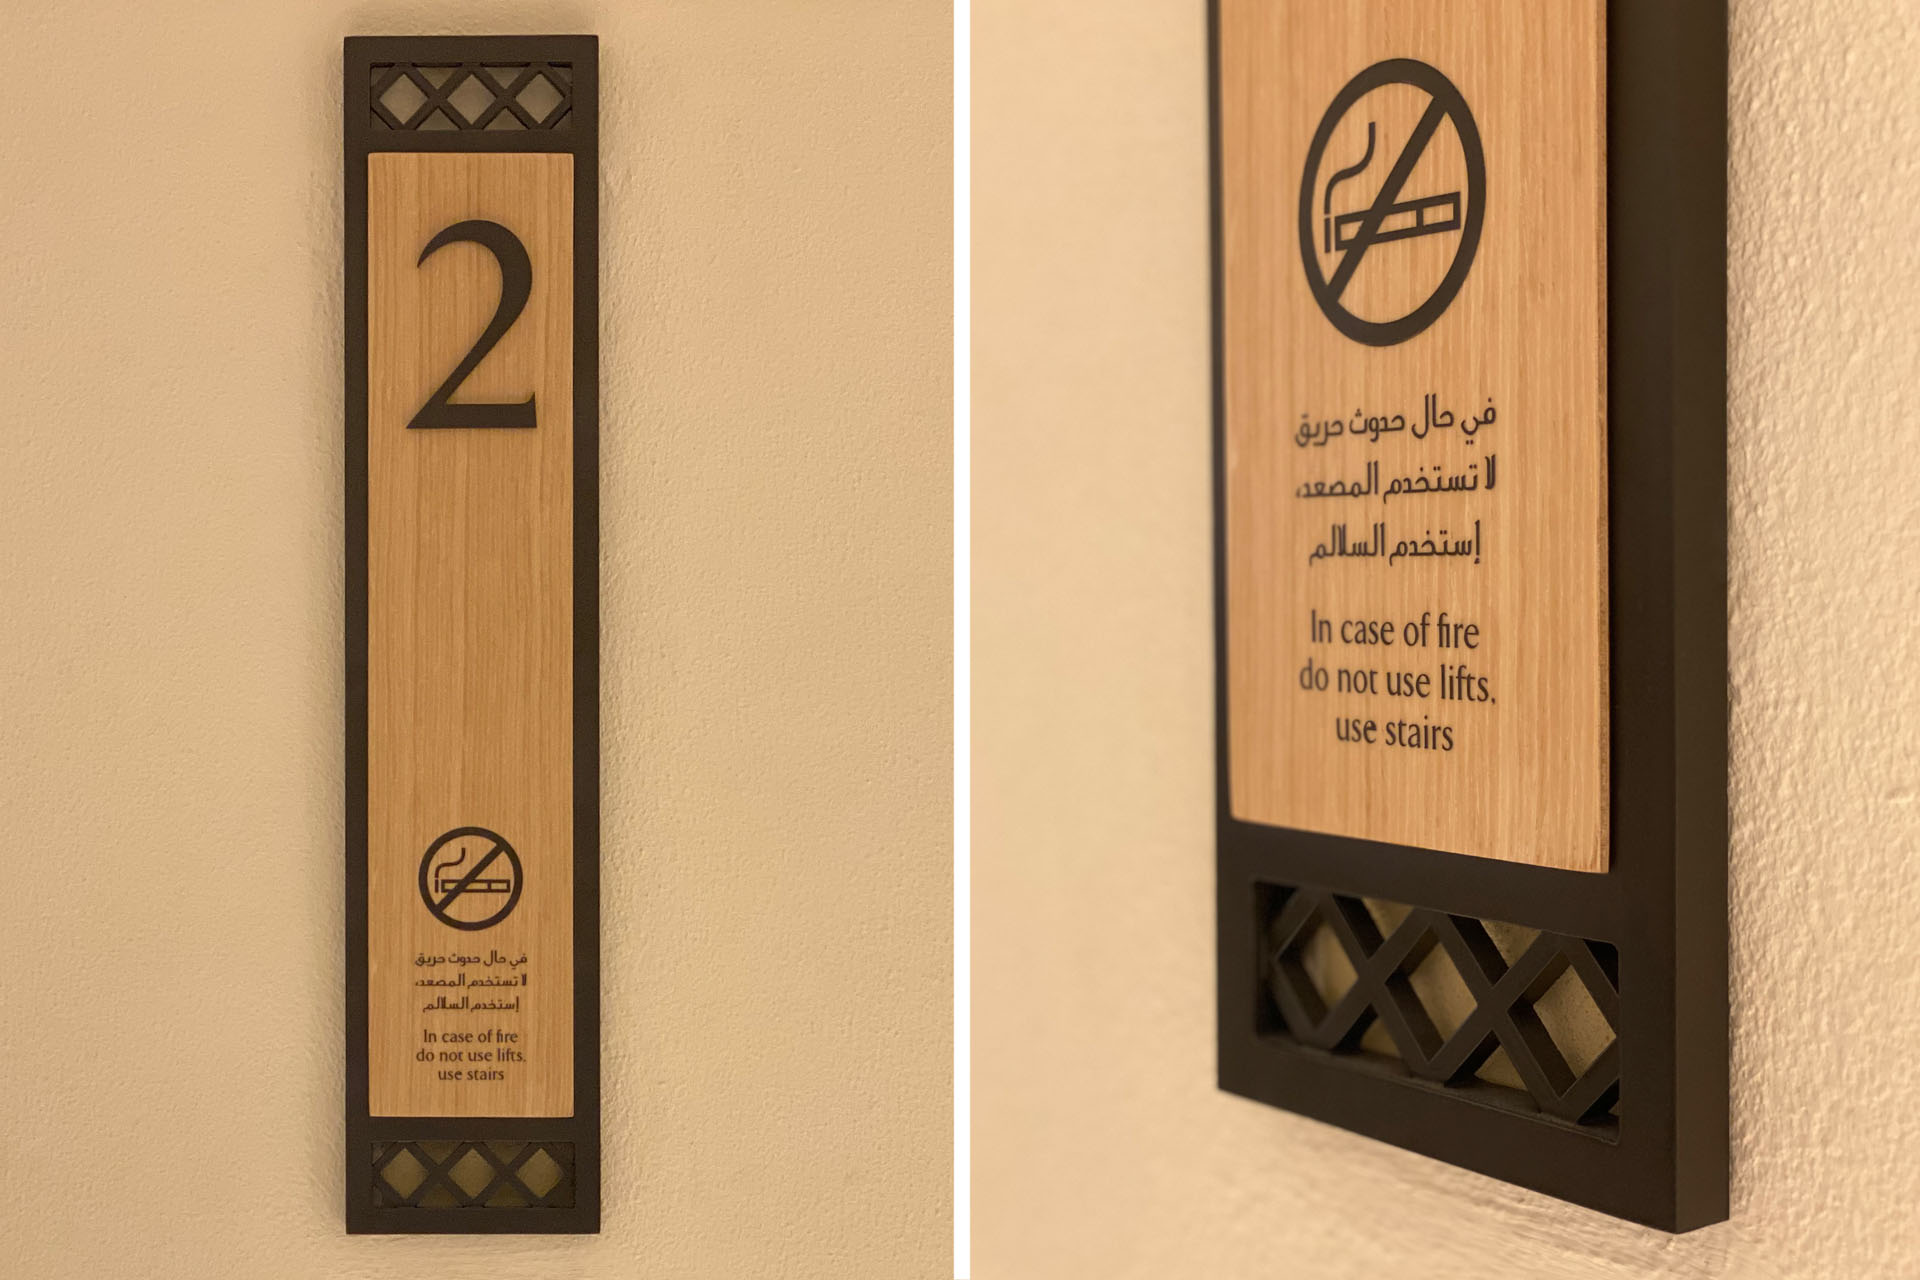 2
في حال حدوث حريق
لا تستخدم المصعد،
إستخدم السلالم
In case of fire
do not use lifts,
use stairs
في حال حدوث حريق
لا تستخدم المصعد،
إستخدم السلالم
In case of fire
do not use lifts,
use stairs